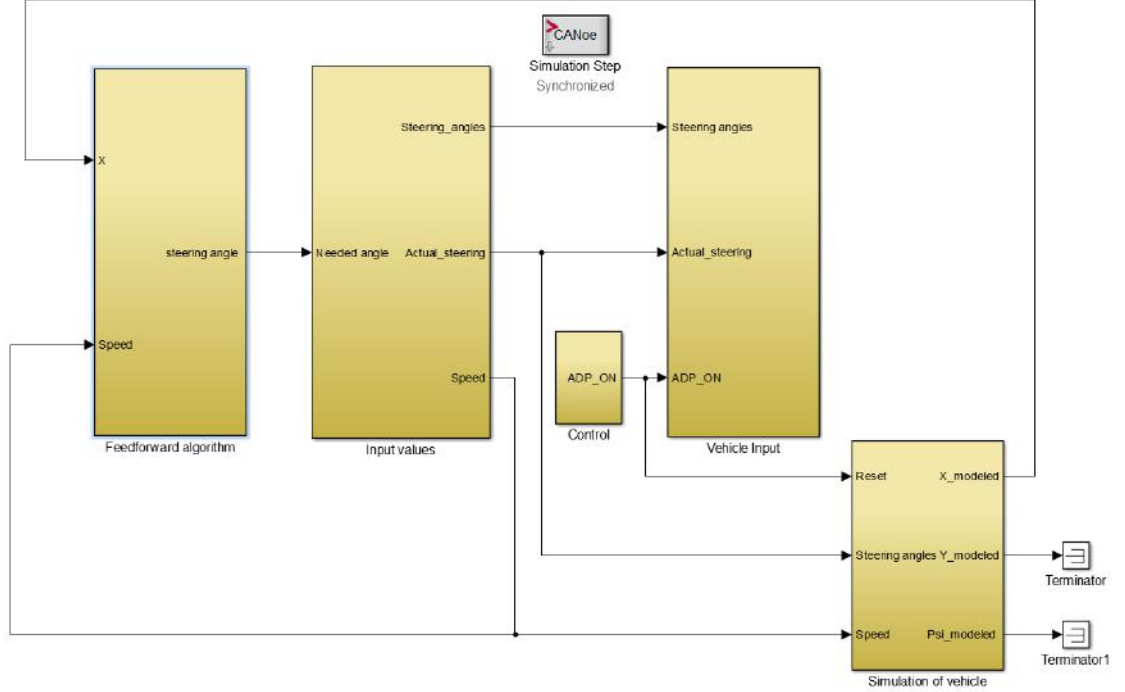 CANoe
Simulation Step
Synchronized
X
steering angle
Speed
Feedforward algorithm
Steering_angles
Needed angle
Actual_steering
Speed
Input values
ADP_ON
Control
Steering angles
Actual_steering
ADP_ON
Vehicle Input
Reset
X_modeled
Steering angles
Y_modeled
Speed
Psi_modeled
Simulation of vehicle
Terminator
Terminator1